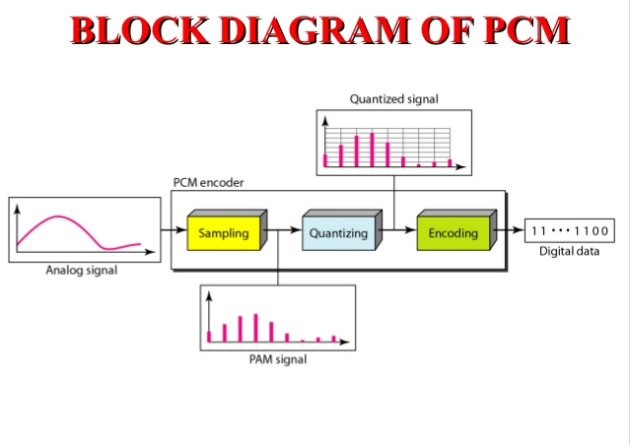 BLOCK DIAGRAM OF PCM
Quantized signal
PCM encoder
Sampling
Quantizing
Encoding
11 ··· 1100
Digital data
Analog signal
PAM signal